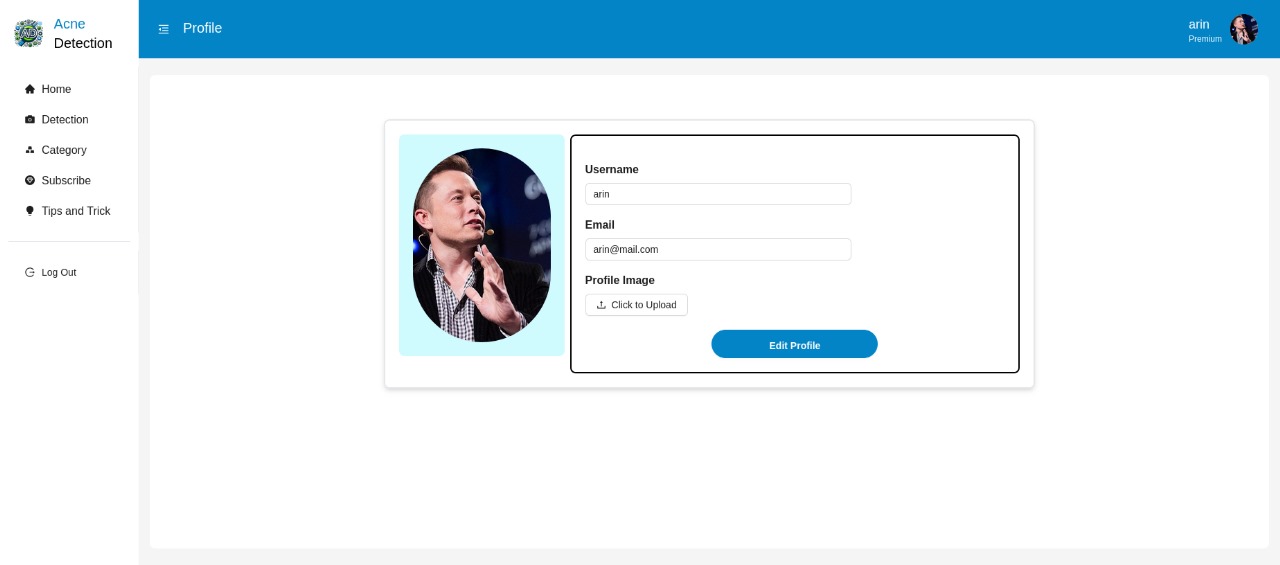 Acne
Detection
Profile
arin
Premium
Home
Detection
Category
Subscribe
Tips and Trick
Log Out
Username
arin
Email
arin@mail.com
Profile Image
Click to Upload
Edit Profile